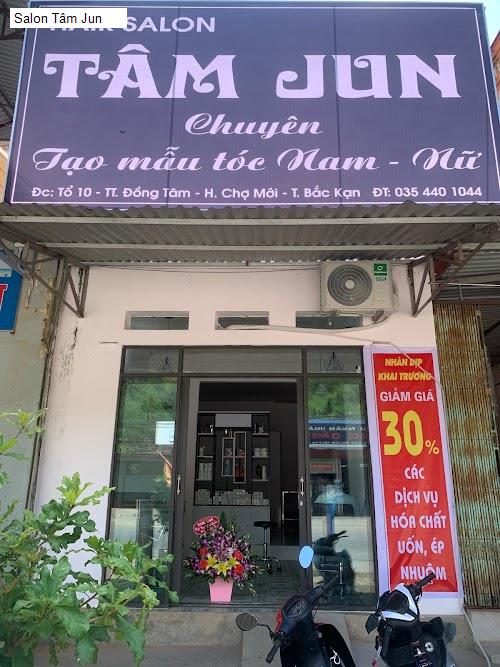 Salon Tâm Jun
HAIR SALON
TÂM JUN
Chuyên
Tạo mẫu tóc Nam - Nữ
Đc: Tổ 10 - TT. Đồng Tâm - H. Chợ Mới - T. Bắc Kạn ĐT: 035 440 1044
NHÂN DỊP
KHAI TRƯƠNG
GIẢM GIÁ
30%
CÁC
DỊCH VỤ
HÓA CHẤT
UỐN, ÉP
NHUỘM